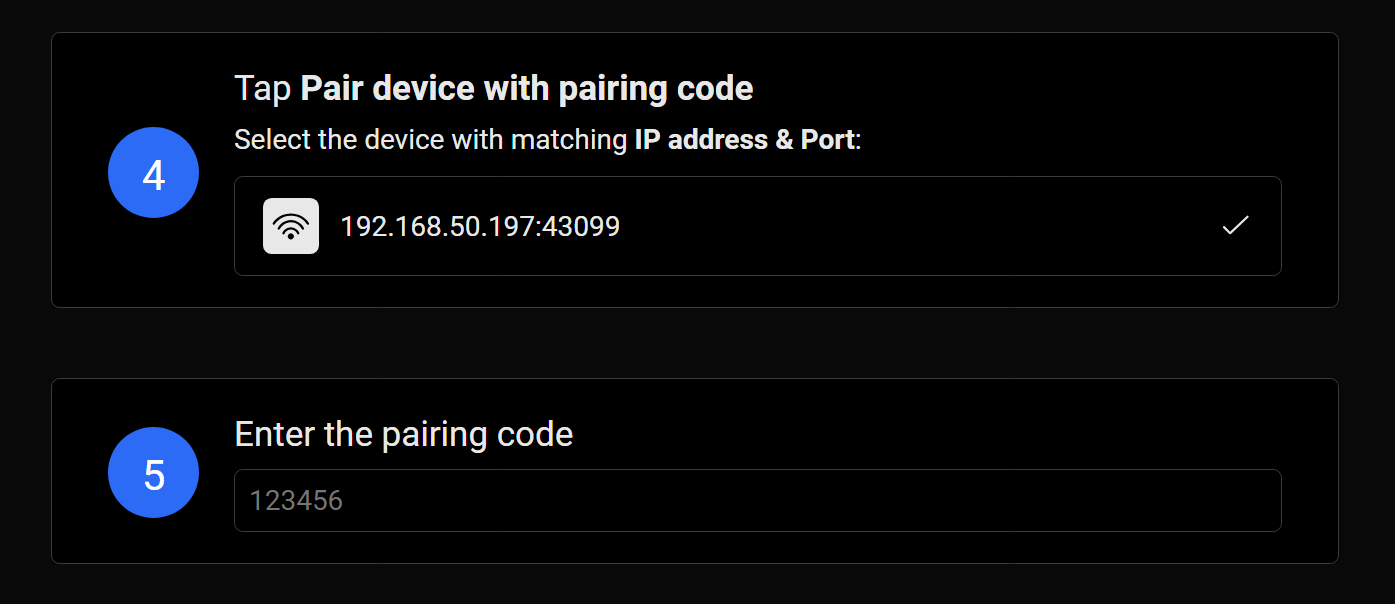 4
Tap Pair device with pairing code
Select the device with matching IP address & Port:
192.168.50.197:43099
5
Enter the pairing code
123456